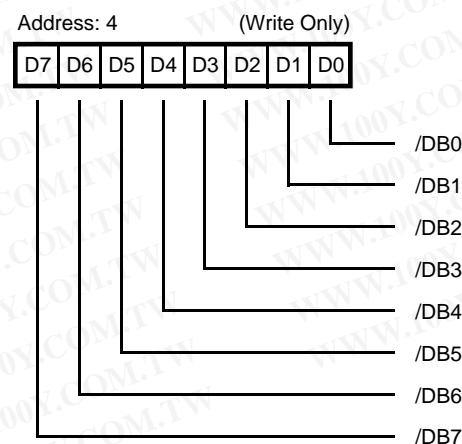 Address: 4 (Write Only)
D7 D6 D5 D4 D3 D2 D1 D0
/DB0
/DB1
/DB2
/DB3
/DB4
/DB5
/DB6
/DB7